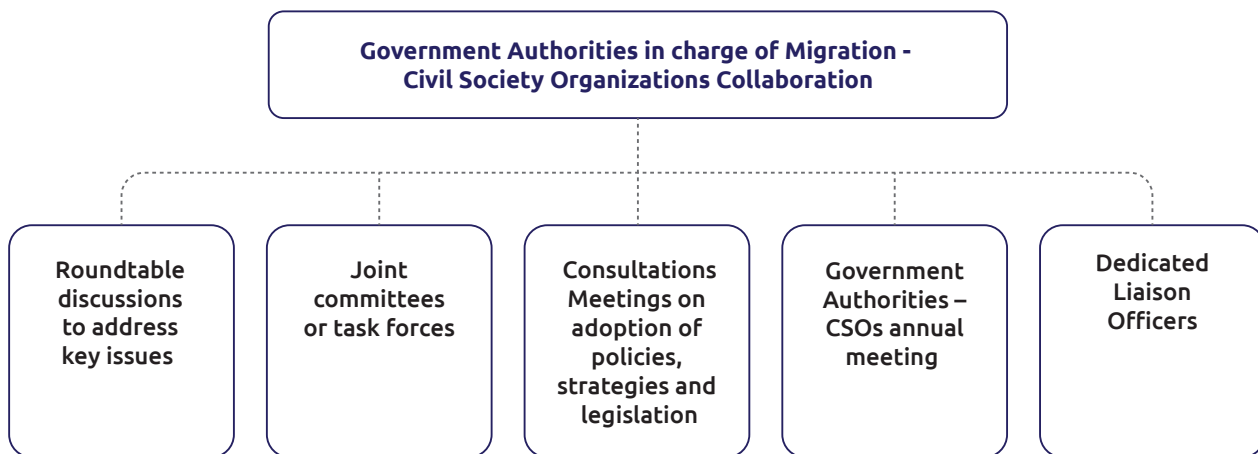 Government Authorities in charge of Migration -
Civil Society Organizations Collaboration
Roundtable
discussions
to address
key issues
Joint
committees
or task forces
Consultations
Meetings on
adoption of
policies,
strategies and
legislation
Government
Authorities –
CSOs annual
meeting
Dedicated
Liaison
Officers